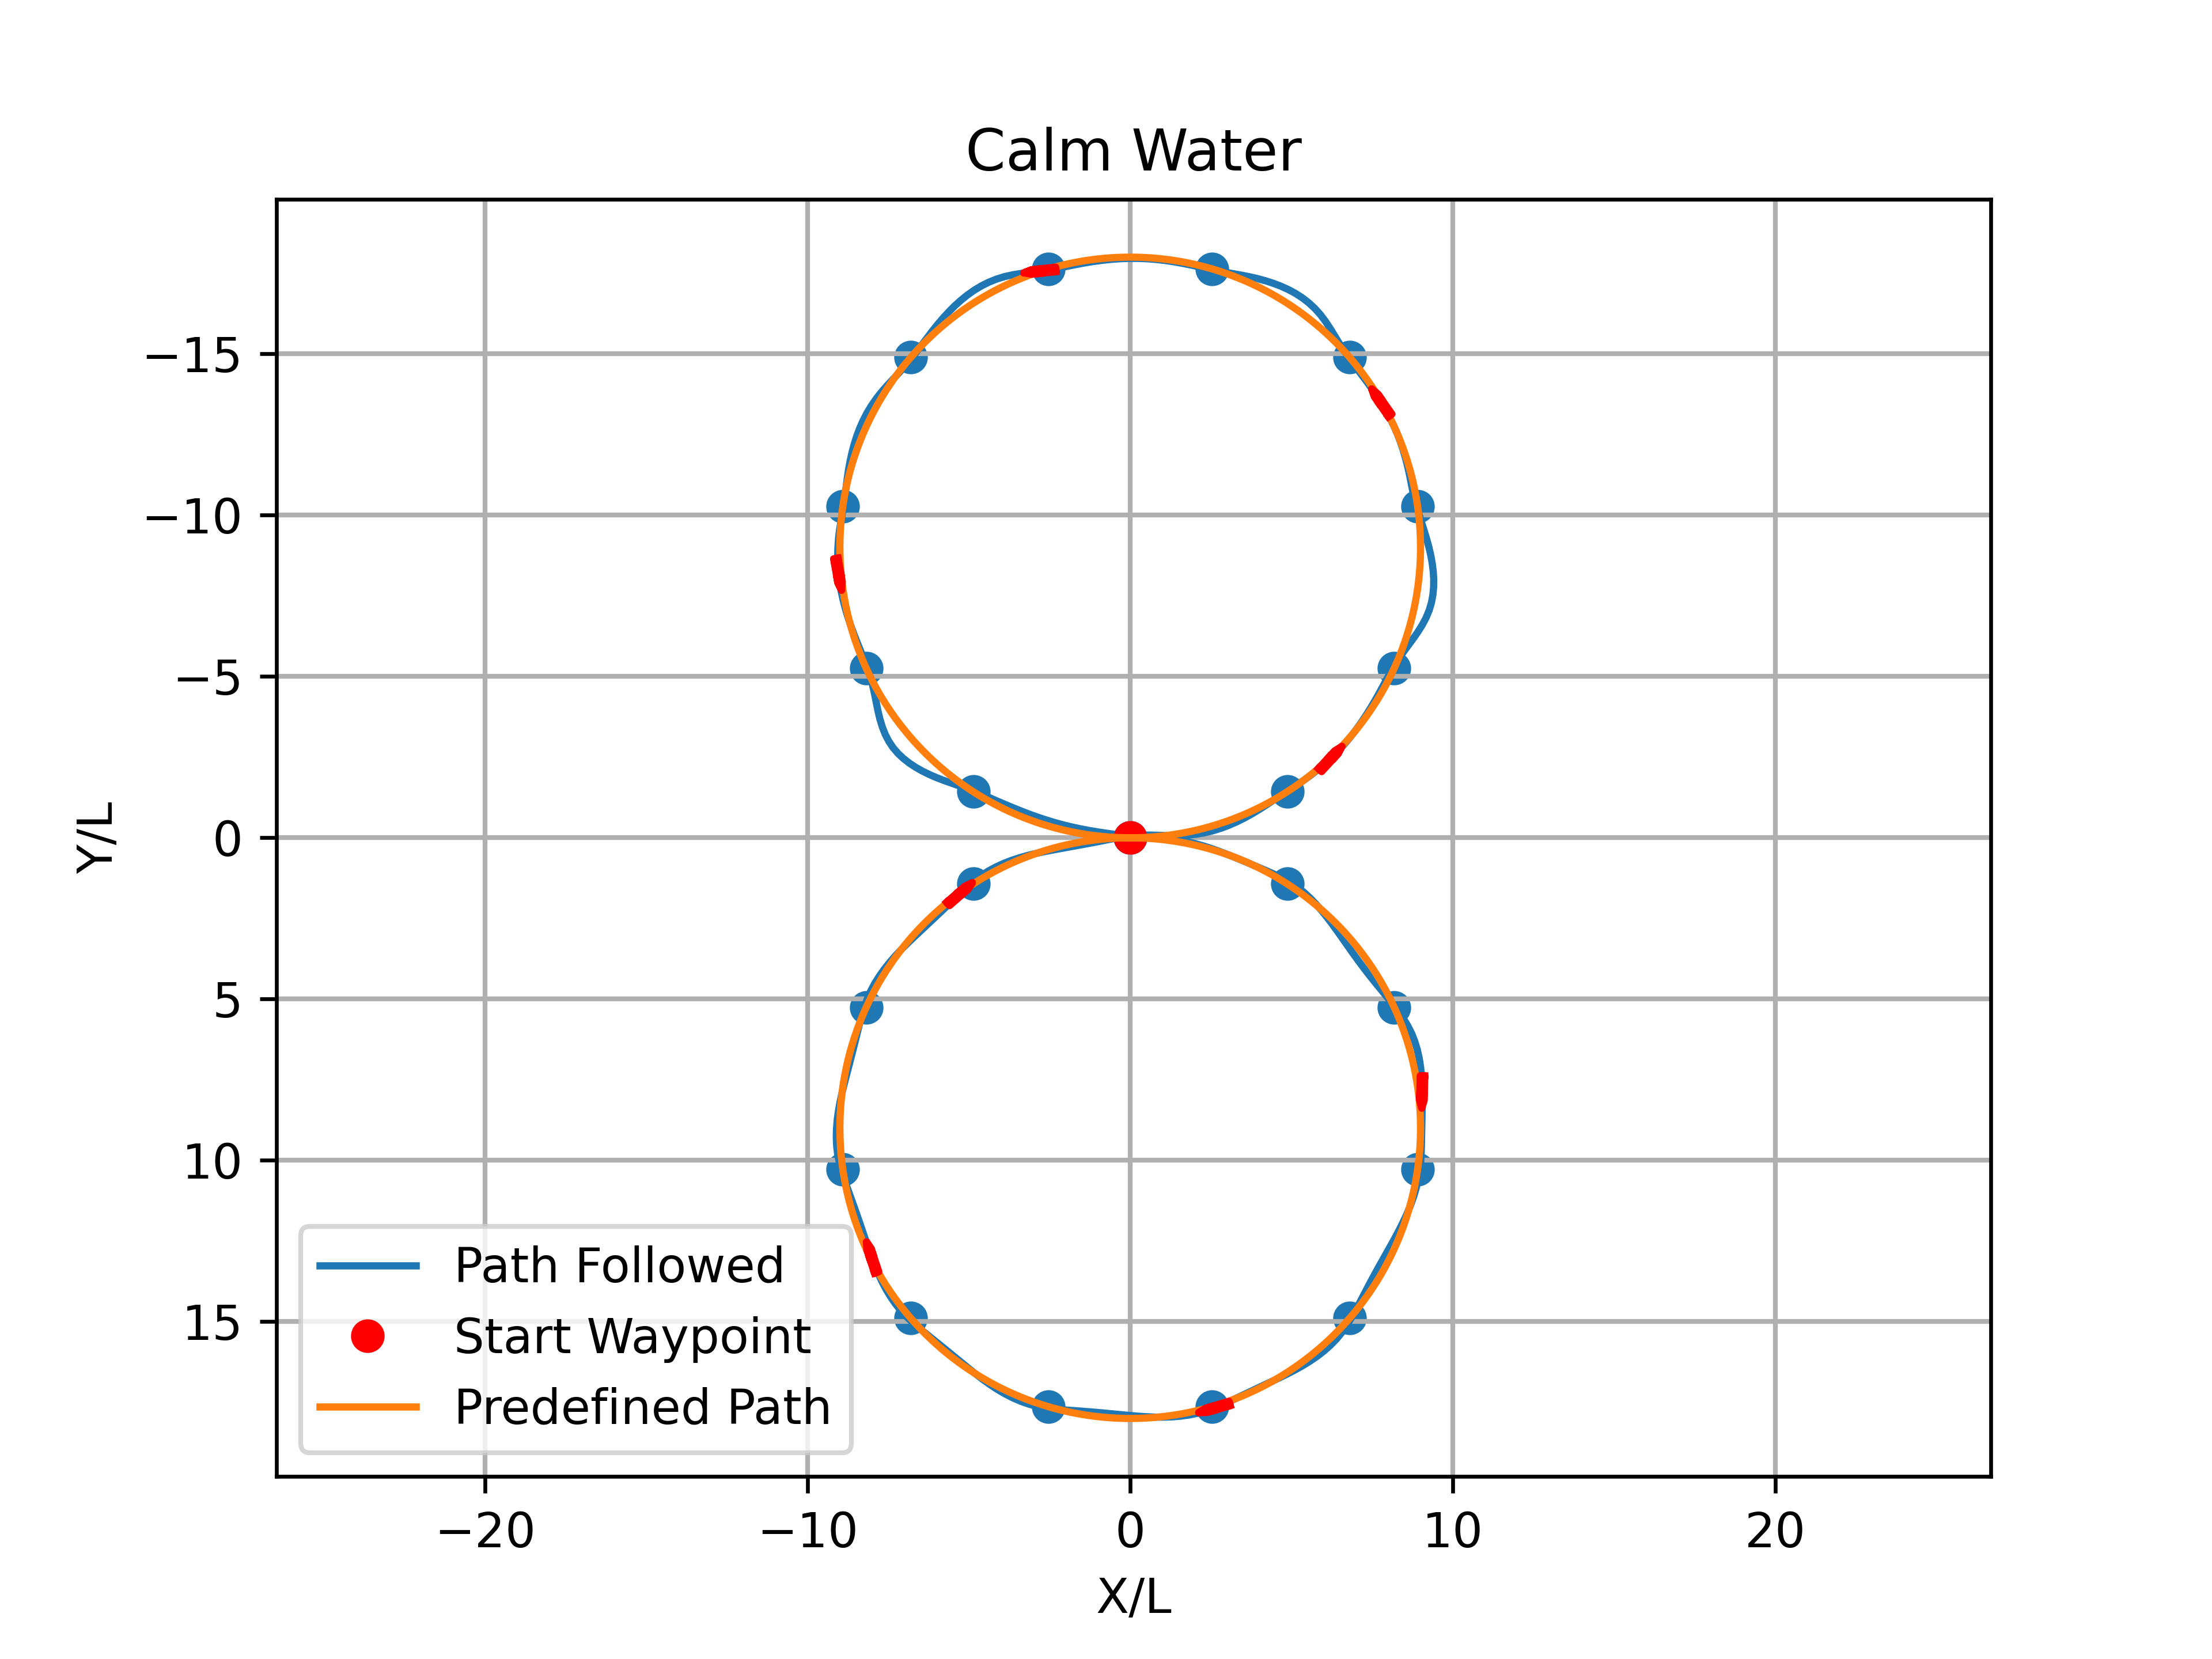 Calm Water
−15
−10
−5
0
5
10
15
Y/L
Path Followed
Start Waypoint
Predefined Path
−20
−10
0
10
20
X/L